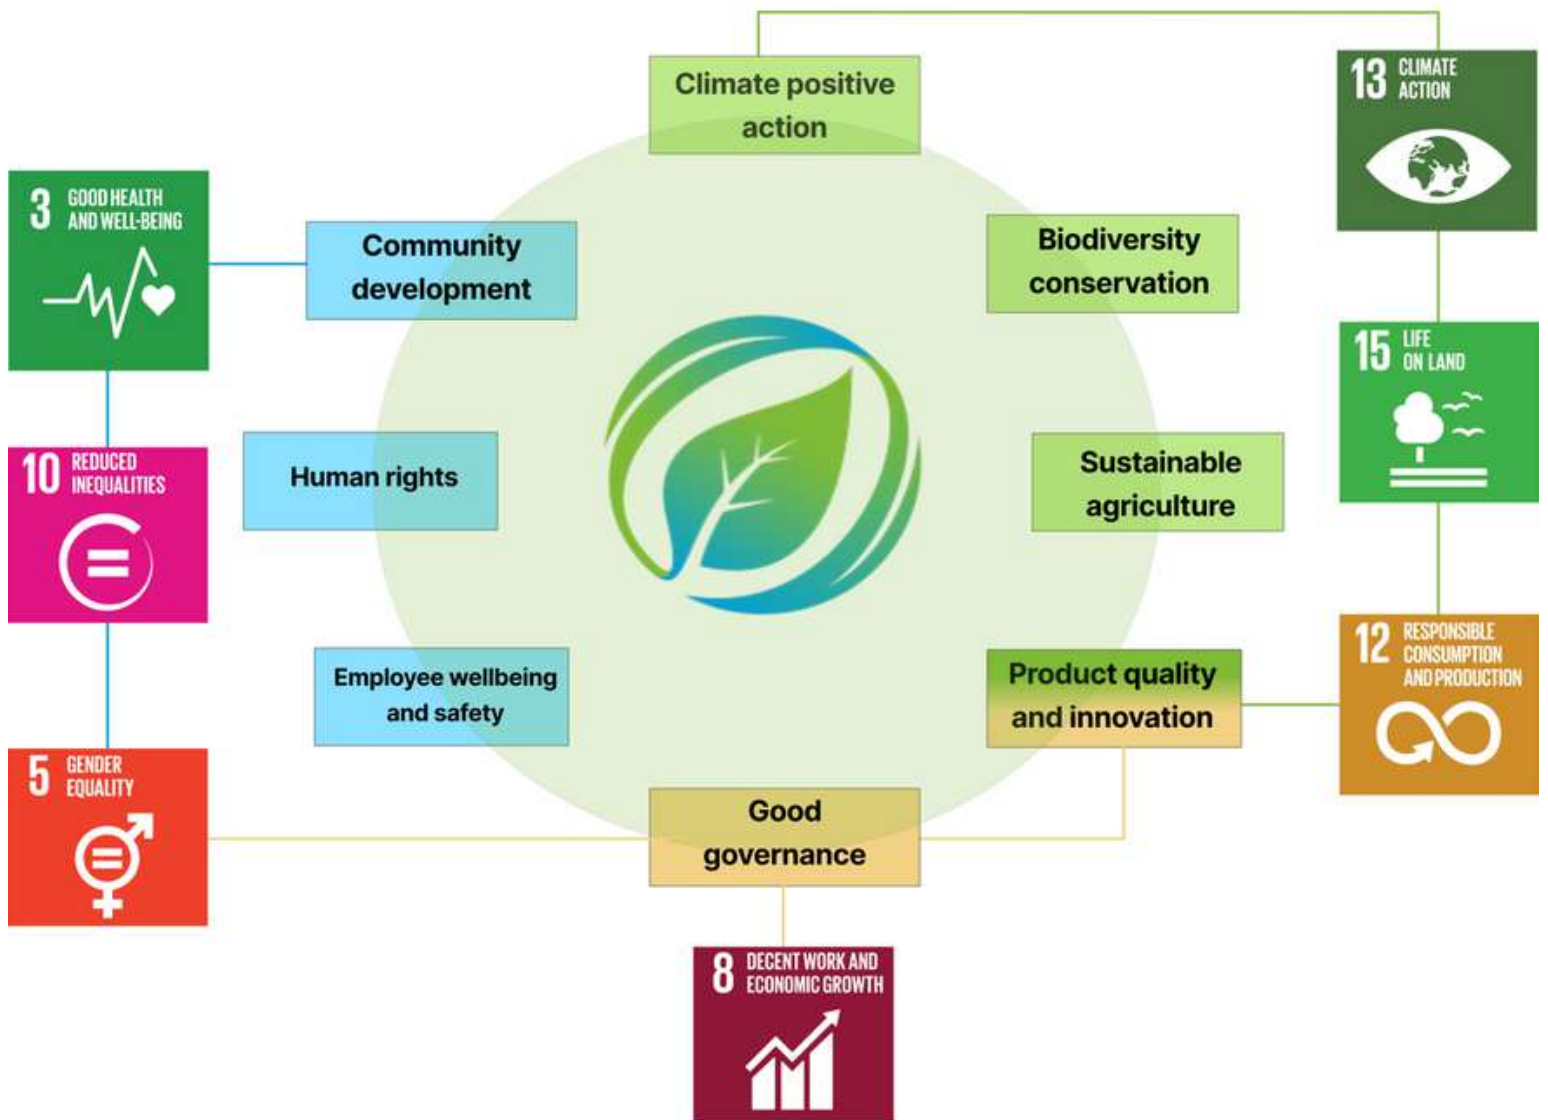 Climate positive
action
13 CLIMATE
ACTION
3 GOOD HEALTH
AND WELL-BEING
Community
development
Biodiversity
conservation
15 LIFE
ON LAND
10 REDUCED
INEQUALITIES
Human rights
Sustainable
agriculture
12 RESPONSIBLE
CONSUMPTION
AND PRODUCTION
Employee wellbeing
and safety
Product quality
and innovation
5 GENDER
EQUALITY
Good
governance
8 DECENT WORK AND
ECONOMIC GROWTH